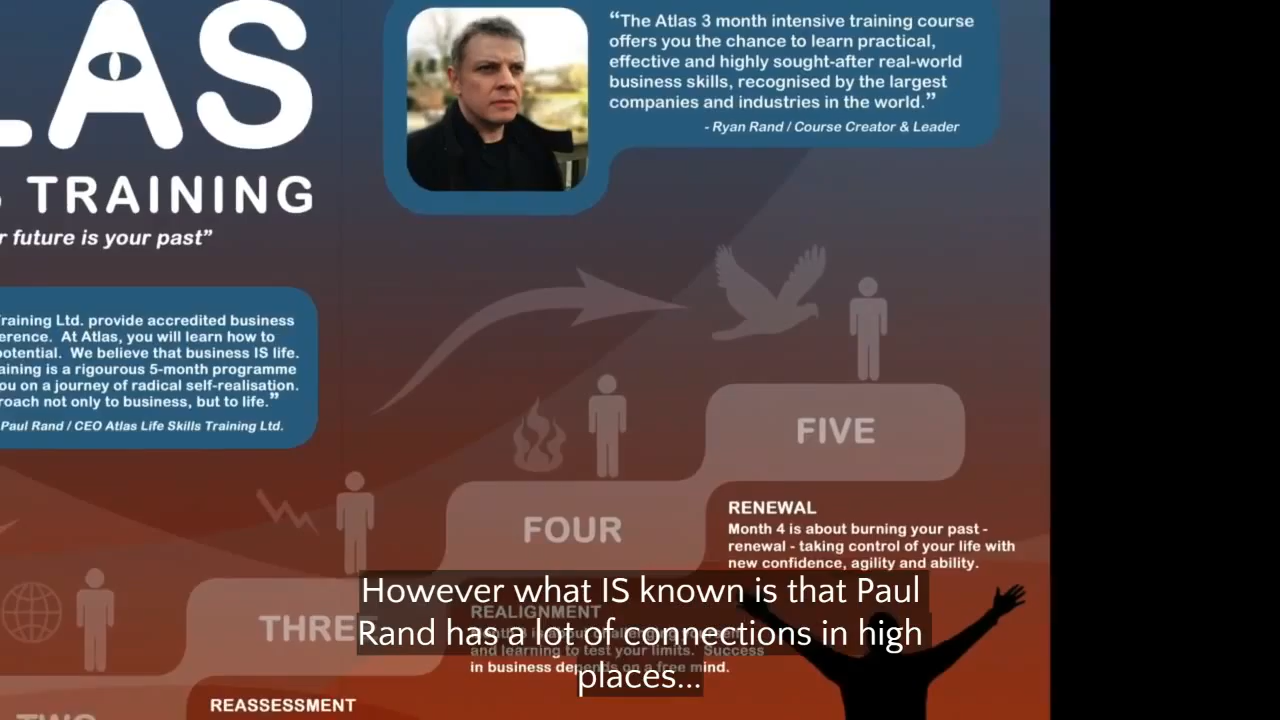 LAS
TRAINING
r future is your past”
“The Atlas 3 month intensive training course
offers you the chance to learn practical,
effective and highly sought-after real-world
business skills, recognised by the largest
companies and industries in the world.”
- Ryan Rand / Course Creator & Leader
raining Ltd. provide accredited business
erence. At Atlas, you will learn how to
potential. We believe that business IS life.
aining is a rigourous 5-month programme
ou on a journey of radical self-realisation.
roach not only to business, but to life.”
Paul Rand / CEO Atlas Life Skills Training Ltd.
FIVE
RENEWAL
Month 4 is about burning your past -
renewal - taking control of your life with
new confidence, agility and ability.
FOUR
REALIGNMENT
and learning to test your limits. Success
in business depends on a free mind.
THREE
REASSESSMENT
TWO
However what IS known is that Paul
Rand has a lot of connections in high
places...